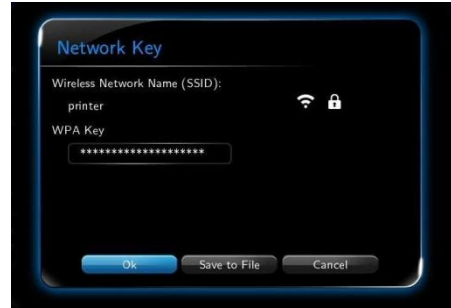 Network Key
Wireless Network Name (SSID):
printer
WPA Key
********************
Ok Save to File Cancel